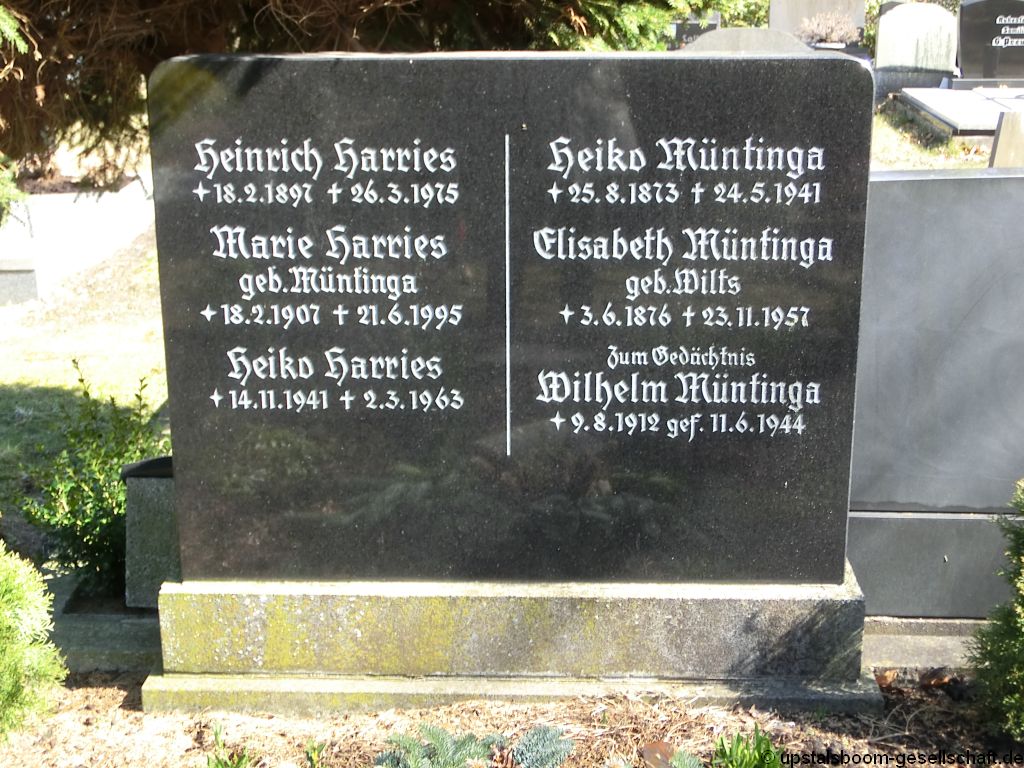 Heinrich Harries
+18.2.1897 † 26.3.1975
Marie Harries
geb. Müntinga
+18.2.1907 † 21.6.1995
Heiko Harries
+14.11.1941 † 2.3.1963
Heiko Müntinga
+25.8.1873 † 24.5.1941
Elisabeth Müntinga
geb. Wilts
+3.6.1876 † 23.11.1957
Zum Gedächtnis
Wilhelm Müntinga
+9.8.1912 gef. 11.6.1944
© upstalsboom-gesellschaft.de